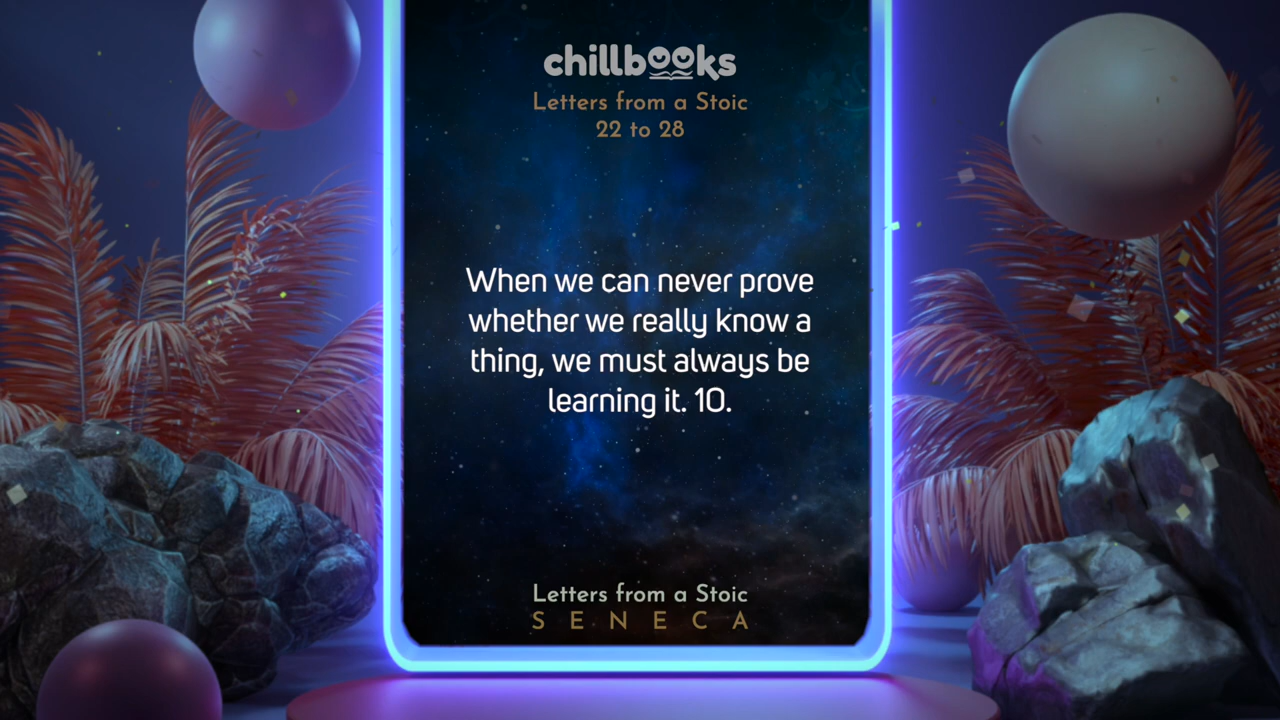 chillbooks
Letters from a Stoic
22 to 28
When we can never prove
whether we really know a
thing, we must always be
learning it. 10.
Letters from a Stoic
SENECA